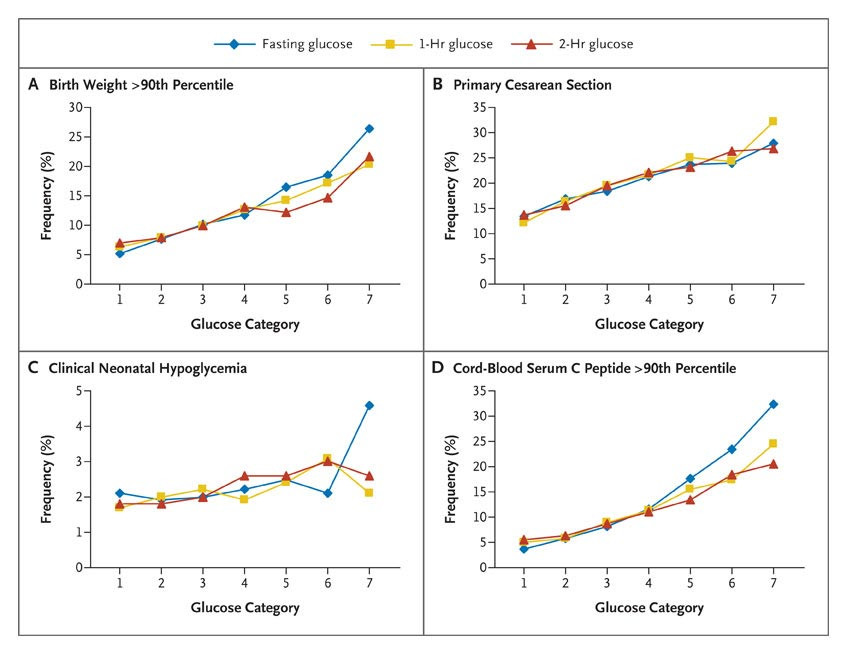 Fasting glucose 1-Hr glucose 2-Hr glucose
A Birth Weight >90th Percentile
30
25
20
15
10
5
0
Frequency (%)
1 2 3 4 5 6 7
Glucose Category
B Primary Cesarean Section
35
30
25
20
15
10
5
0
Frequency (%)
1 2 3 4 5 6 7
Glucose Category
C Clinical Neonatal Hypoglycemia
5
4
3
2
1
0
Frequency (%)
1 2 3 4 5 6 7
Glucose Category
D Cord-Blood Serum C Peptide >90th Percentile
35
30
25
20
15
10
5
0
Frequency (%)
1 2 3 4 5 6 7
Glucose Category